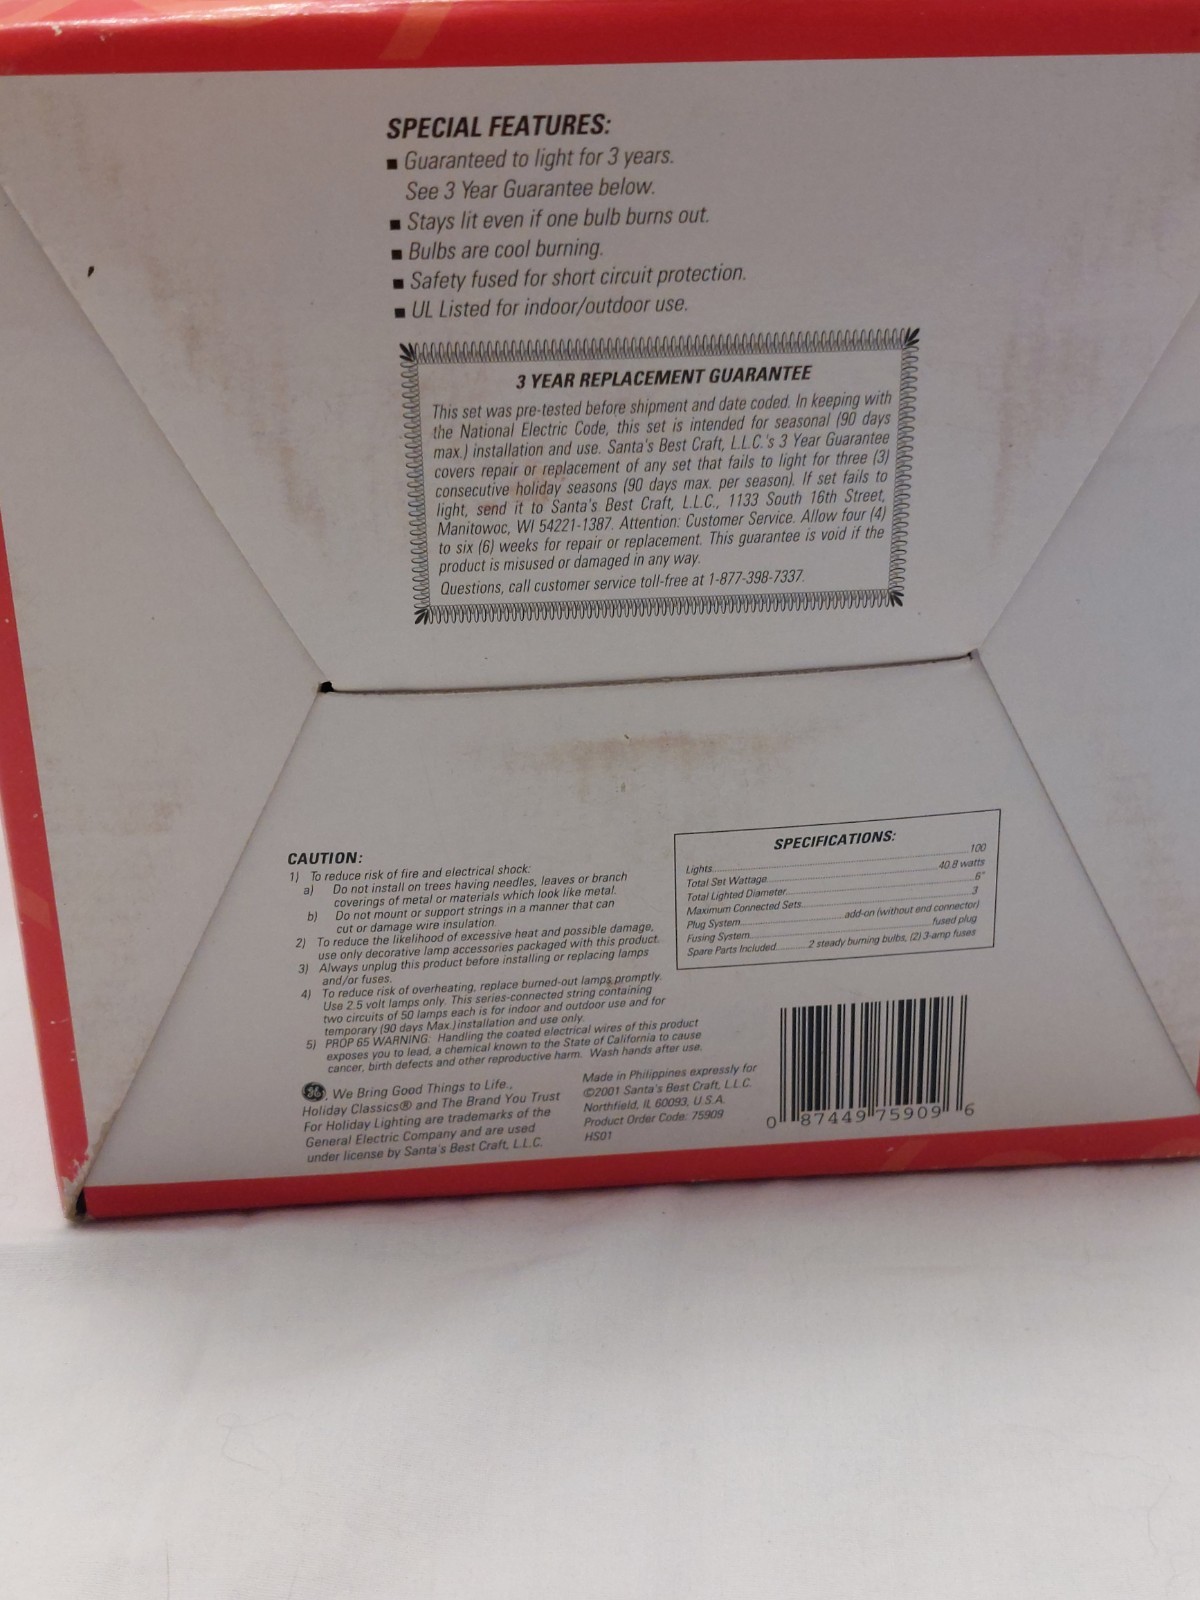 SPECIAL FEATURES:
■ Guaranteed to light for 3 years.
See 3 Year Guarantee below.
■ Stays lit even if one bulb burns out.
■ Bulbs are cool burning.
■ Safety fused for short circuit protection.
■ UL Listed for indoor/outdoor use.
3 YEAR REPLACEMENT GUARANTEE
This set was pre-tested before shipment and date coded. In keeping with
the National Electric Code, this set is intended for seasonal (90 days
max.) installation and use. Santa's Best Craft, L.L.C.'s 3 Year Guarantee
covers repair or replacement of any set that fails to light for three (3)
consecutive holiday seasons (90 days max. per season). If set fails to
light, send it to Santa's Best Craft, L.L.C., 1133 South 16th Street,
Manitowoc, WI 54221-1387. Attention: Customer Service. Allow four (4)
to six (6) weeks for repair or replacement. This guarantee is void if the
product is misused or damaged in any way.
Questions, call customer service toll-free at 1-877-398-7337.
CAUTION:
1) To reduce risk of fire and electrical shock:
a) Do not install on trees having needles, leaves or branch
coverings of metal or materials which look like metal.
b) Do not mount or support strings in a manner that can
cut or damage wire insulation.
2) To reduce the likelihood of excessive heat and possible damage,
use only decorative lamp accessories packaged with this product.
3) Always unplug this product before installing or replacing lamps
and/or fuses.
4) To reduce risk of overheating, replace burned-out lamps promptly.
Use 2.5 volt lamps only. This series-connected string containing
two circuits of 50 lamps each is for indoor and outdoor use and for
temporary (90 days Max.) installation and use only.
5) PROP 65 WARNING: Handling the coated electrical wires of this product
exposes you to lead, a chemical known to the State of California to cause
cancer, birth defects and other reproductive harm. Wash hands after use.
SPECIFICATIONS:
Lights 100
Total Set Wattage 40.8 watts
Total Lighted Diameter 6"
Maximum Connected Sets 3
Plug System add-on (without end connector)
Fusing System fused plug
Spare Parts Included 2 steady burning bulbs, (2) 3-amp fuses
GE, We Bring Good Things to Life.,
Holiday Classics® and The Brand You Trust
For Holiday Lighting are trademarks of the
General Electric Company and are used
under license by Santa's Best Craft, L.L.C.
Made in Philippines expressly for
©2001 Santa's Best Craft, L.L.C.
Northfield, IL 60093, U.S.A.
Product Order Code: 75909
HS01
0 87449 75909 6